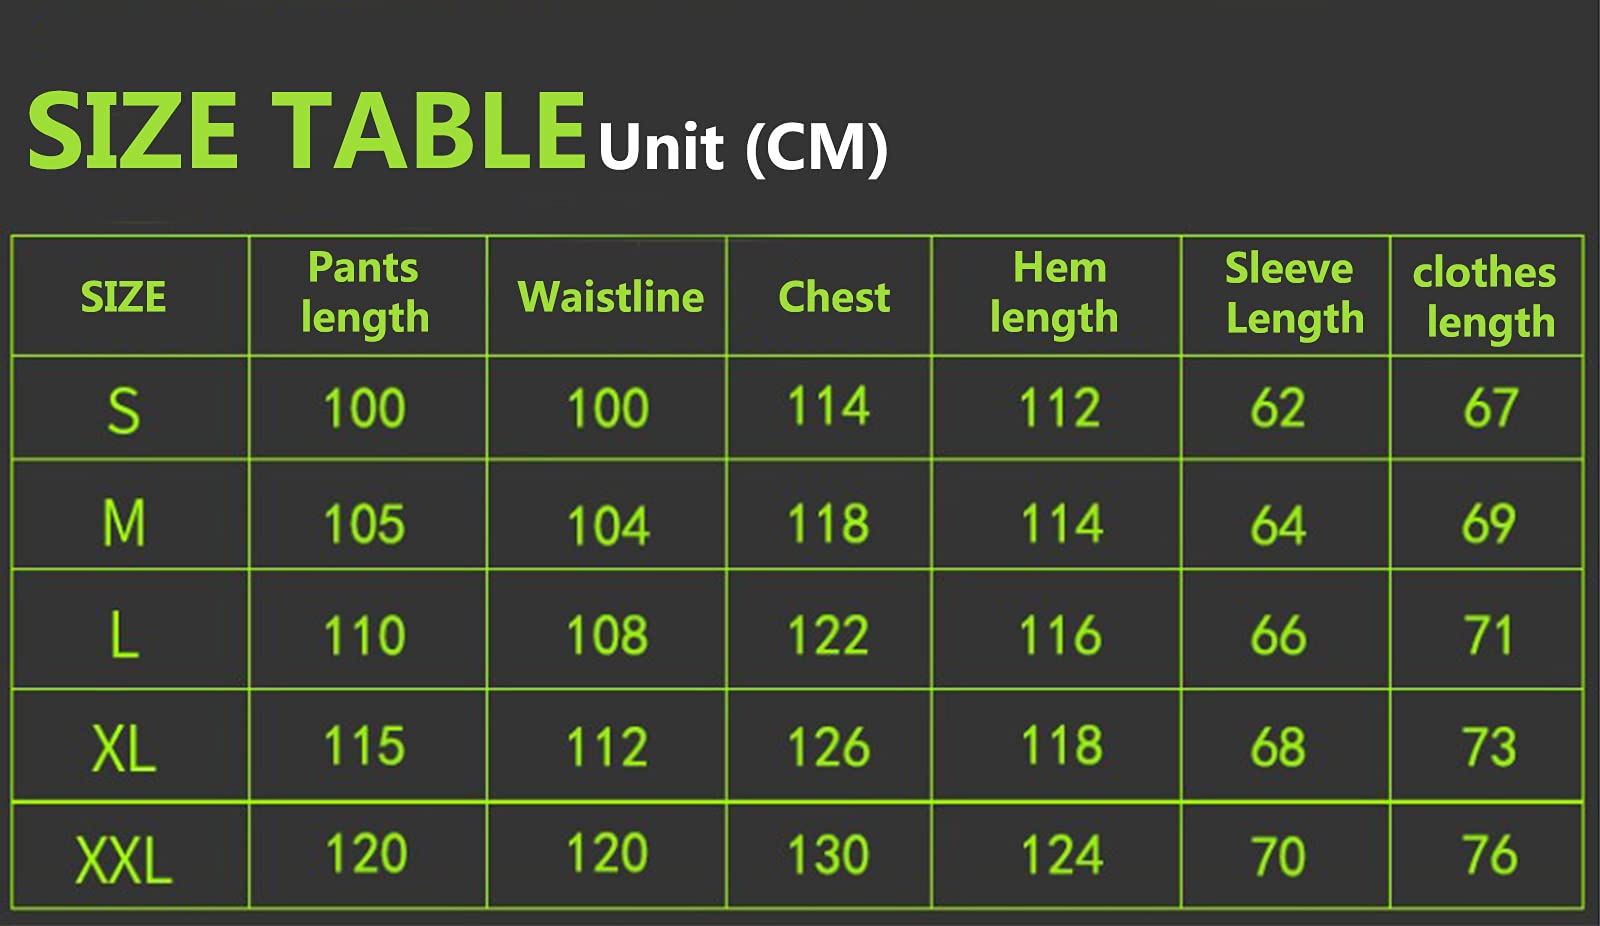 SIZE TABLE Unit (CM)
SIZE Pants length Waistline Chest Hem length Sleeve Length clothes length
S 100 100 114 112 62 67
M 105 104 118 114 64 69
L 110 108 122 116 66 71
XL 115 112 126 118 68 73
XXL 120 120 130 124 70 76